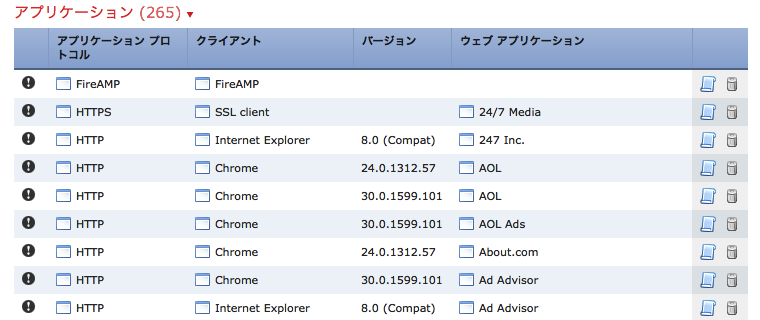 アプリケーション (265)
アプリケーション プロトコル クライアント バージョン ウェブ アプリケーション
FireAMP FireAMP
HTTPS SSL client 24/7 Media
HTTP Internet Explorer 8.0 (Compat) 247 Inc.
HTTP Chrome 24.0.1312.57 AOL
HTTP Chrome 30.0.1599.101 AOL
HTTP Chrome 30.0.1599.101 AOL Ads
HTTP Chrome 24.0.1312.57 About.com
HTTP Chrome 30.0.1599.101 Ad Advisor
HTTP Internet Explorer 8.0 (Compat) Ad Advisor